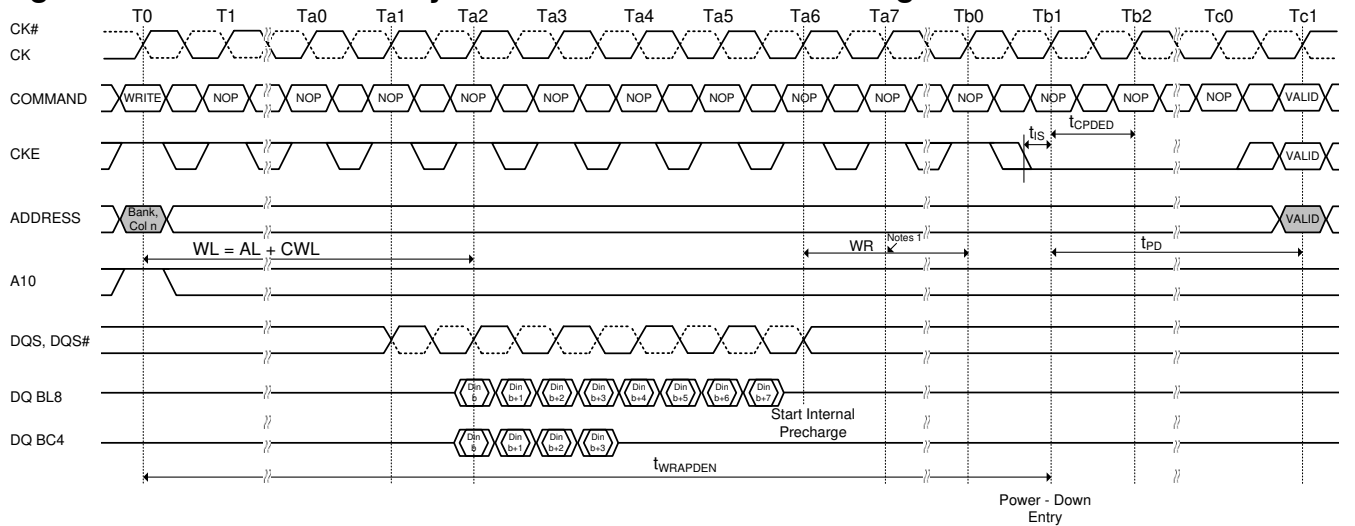 T0 T1 Ta0 Ta1 Ta2 Ta3 Ta4 Ta5 Ta6 Ta7 Tb0 Tb1 Tb2 Tc0 Tc1
CK#
CK
COMMAND WRITE NOP NOP NOP NOP NOP NOP NOP NOP NOP NOP NOP NOP NOP VALID
tIS tCPDED
CKE VALID
ADDRESS Bank, Col n VALID
WL = AL + CWL WR Notes 1 tPD
A10
DQS, DQS#
DQ BL8 Din b Din b+1 Din b+2 Din b+3 Din b+4 Din b+5 Din b+6 Din b+7
Start Internal
Precharge
DQ BC4 Din b Din b+1 Din b+2 Din b+3
tWRAPDEN
Power - Down
Entry